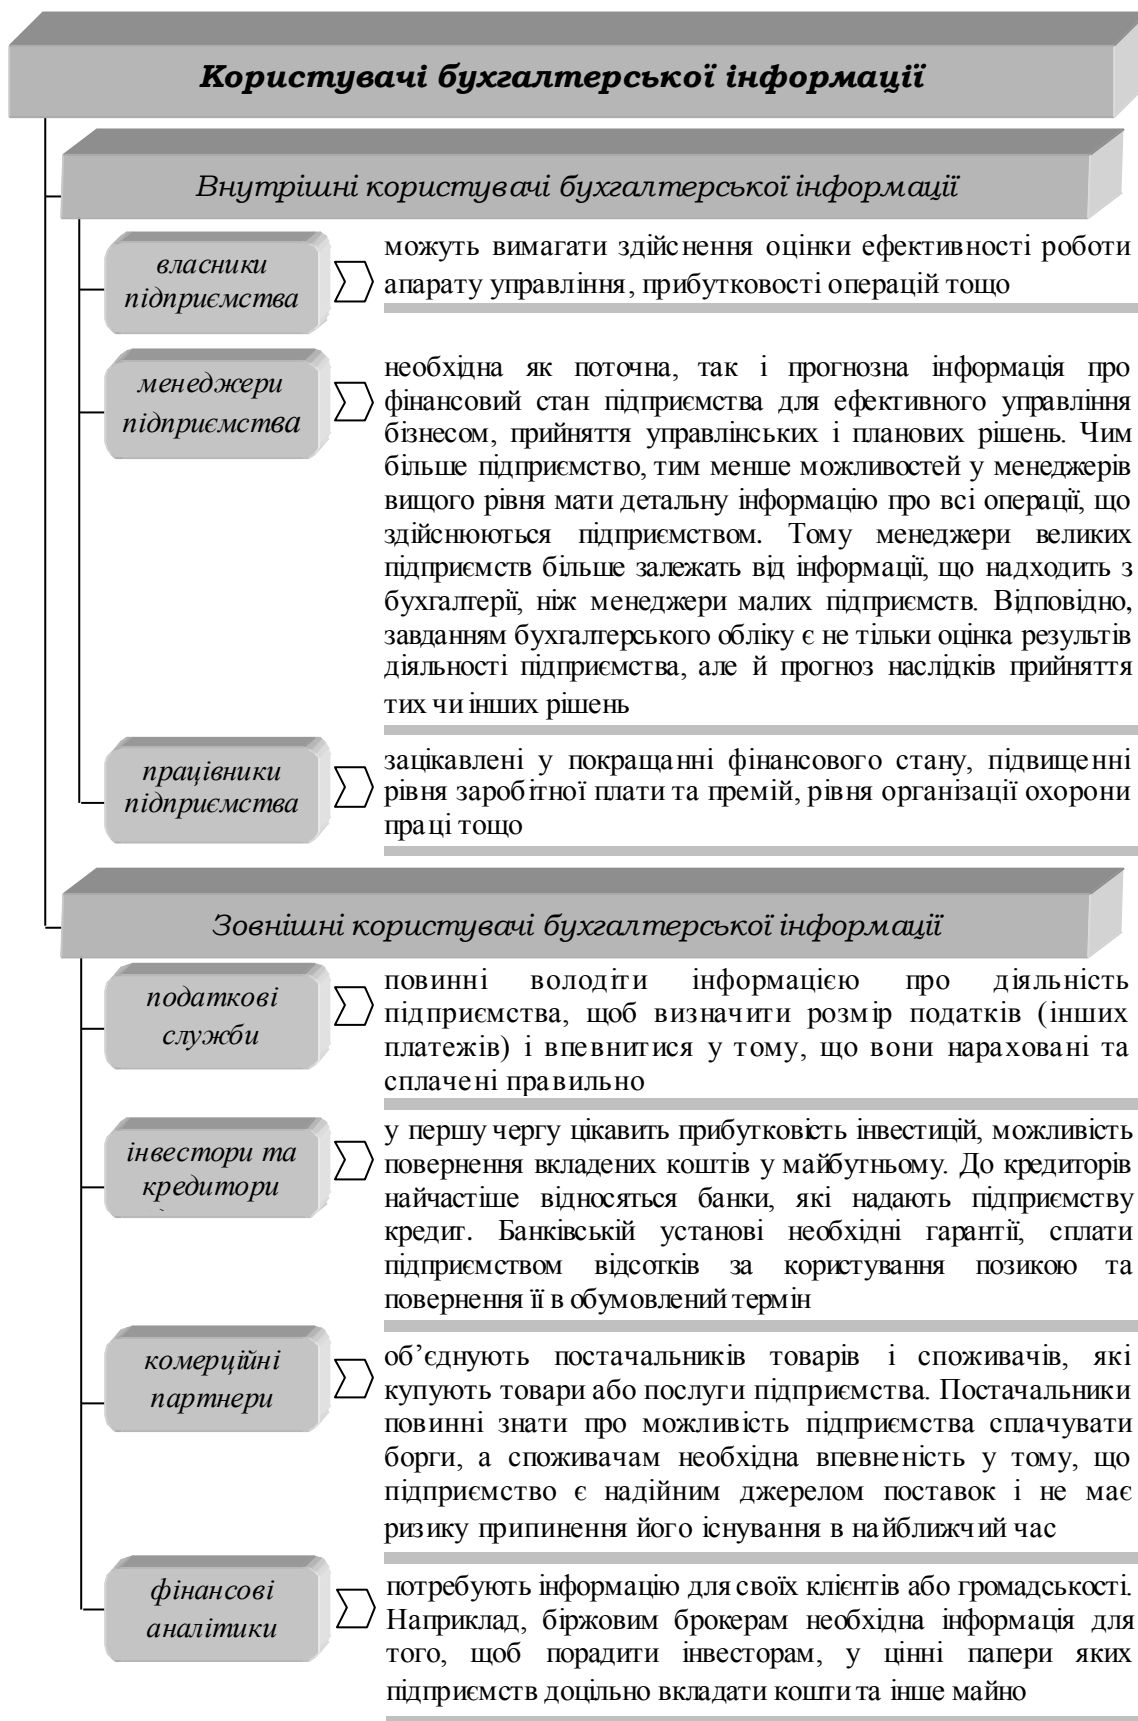 Користувачі бухгалтерської інформації
Внутрішні користувачі бухгалтерської інформації
власники
підприємства
можуть вимагати здійснення оцінки ефективності роботи
апарату управління, прибутковості операцій тощо
менеджери
підприємства
необхідна як поточна, так і прогнозна інформація про
фінансовий стан підприємства для ефективного управління
бізнесом, прийняття управлінських і планових рішень. Чим
більше підприємство, тим менше можливостей у менеджерів
вищого рівня мати детальну інформацію про всі операції, що
здійснюються підприємством. Тому менеджери великих
підприємств більше залежать від інформації, що надходить з
бухгалтерії, ніж менеджери малих підприємств. Відповідно,
завданням бухгалтерського обліку є не тільки оцінка результів
діяльності підприємства, але й прогноз наслідків прийняття
тих чи інших рішень
працівники
підприємства
зацікавлені у покращанні фінансового стану, підвищенні
рівня заробітної плати та премій, рівня організації охорони
праці тощо
Зовнішні користувачі бухгалтерської інформації
податкові
служби
повинні володіти інформацією про діяльність
підприємства, щоб визначити розмір податків (інших
платежів) і впевнитися у тому, що вони нараховані та
сплачені правильно
інвестори та
кредитори
у першу чергу цікавить прибутковість інвестицій, можливість
повернення вкладених коштів у майбутньому. До кредиторів
найчастіше відносяться банки, які надають підприємству
кредит. Банківській установі необхідні гарантії, сплати
підприємством відсотків за користування позикою та
повернення її в обумовлений термін
комерційні
партнери
об’єднують постачальників товарів і споживачів, які
купують товари або послуги підприємства. Постачальники
повинні знати про можливість підприємства сплачувати
борги, а споживачам необхідна впевненість у тому, що
підприємство є надійним джерелом поставок і не має
ризику припинення його існування в найближчий час
фінансові
аналітики
потребують інформацію для своїх клієнтів або громадськості.
Наприклад, біржовим брокерам необхідна інформація для
того, щоб порадити інвесторам, у цінні папери яких
підприємств доцільно вкладати кошти та інше майно